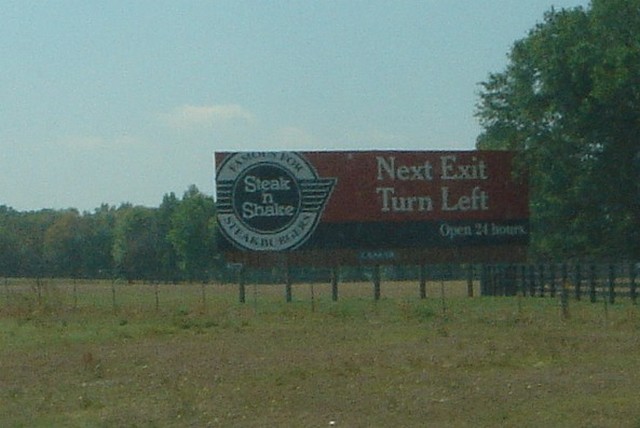 FAMOUS FOR
Steak
n
Shake
STEAKBURGERS
Next Exit
Turn Left
Open 24 hours.